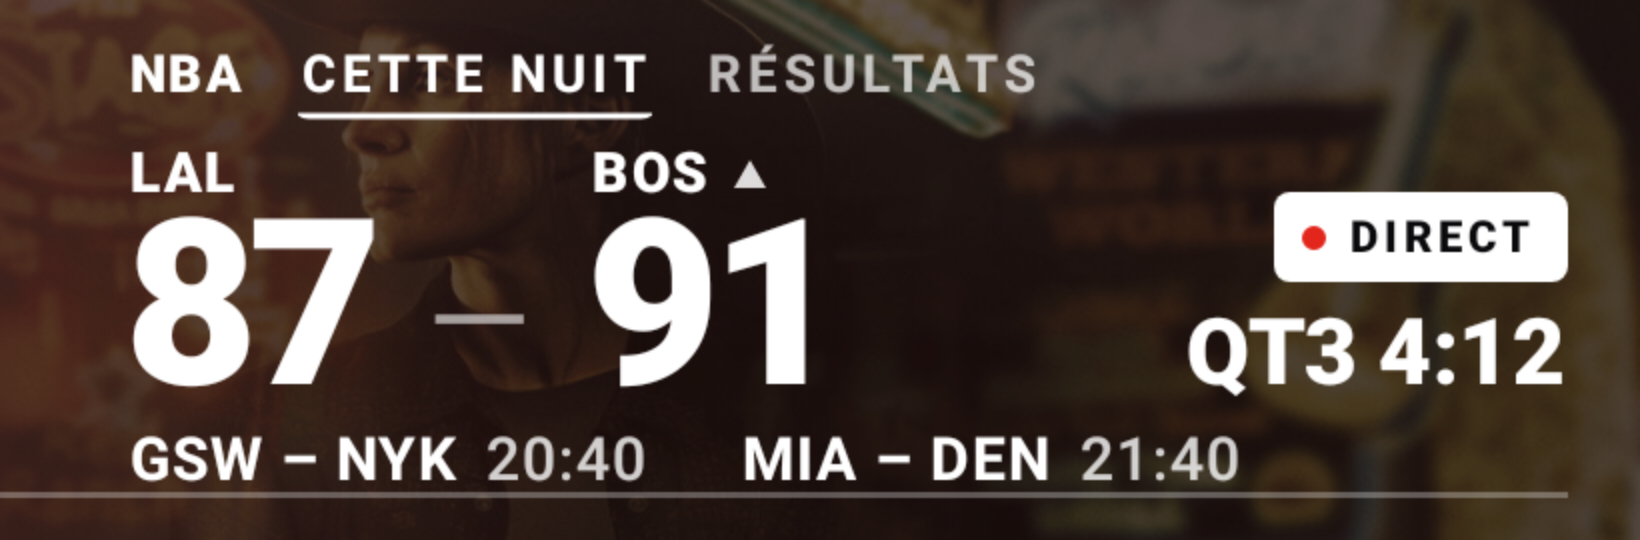 NBA CETTE NUIT RÉSULTATS
LAL BOS ▲
87 – 91
DIRECT
QT3 4:12
GSW – NYK 20:40 MIA – DEN 21:40